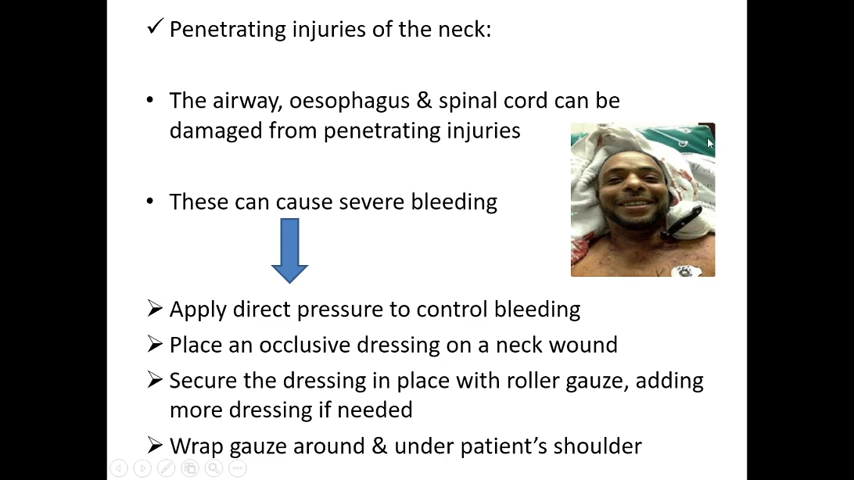 ✓ Penetrating injuries of the neck:
• The airway, oesophagus & spinal cord can be
damaged from penetrating injuries
• These can cause severe bleeding
➢ Apply direct pressure to control bleeding
➢ Place an occlusive dressing on a neck wound
➢ Secure the dressing in place with roller gauze, adding
more dressing if needed
➢ Wrap gauze around & under patient's shoulder